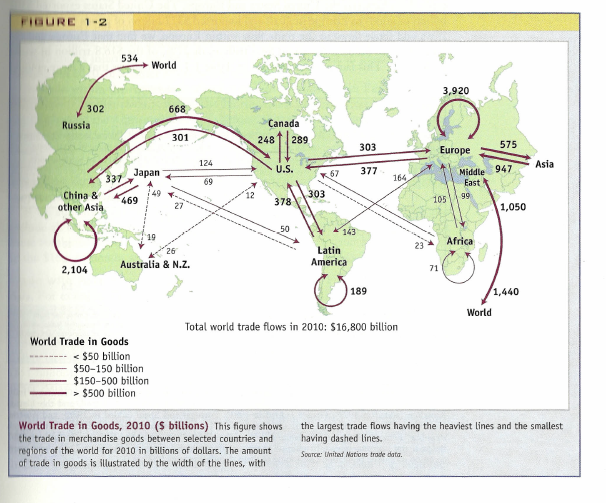 FIGURE 1-2
534
World
302
Russia
668
301
Canada
248
289
3,920
303
377
Europe
575
947
Asia
Middle
East
1,050
1,440
World
Japan
337
469
China &
other Asia
2,104
124
69
U.S.
49
27
12
19
26
Australia & N.Z.
378
303
50
67
164
143
23
105
99
Africa
71
Latin
America
189
Total world trade flows in 2010: $16,800 billion
World Trade in Goods
< $50 billion
$50–150 billion
$150–500 billion
> $500 billion
World Trade in Goods, 2010 ($ billions) This figure shows
the trade in merchandise goods between selected countries and
regions of the world for 2010 in billions of dollars. The amount
of trade in goods is illustrated by the width of the lines, with
the largest trade flows having the heaviest lines and the smallest
having dashed lines.
Source: United Nations trade data.